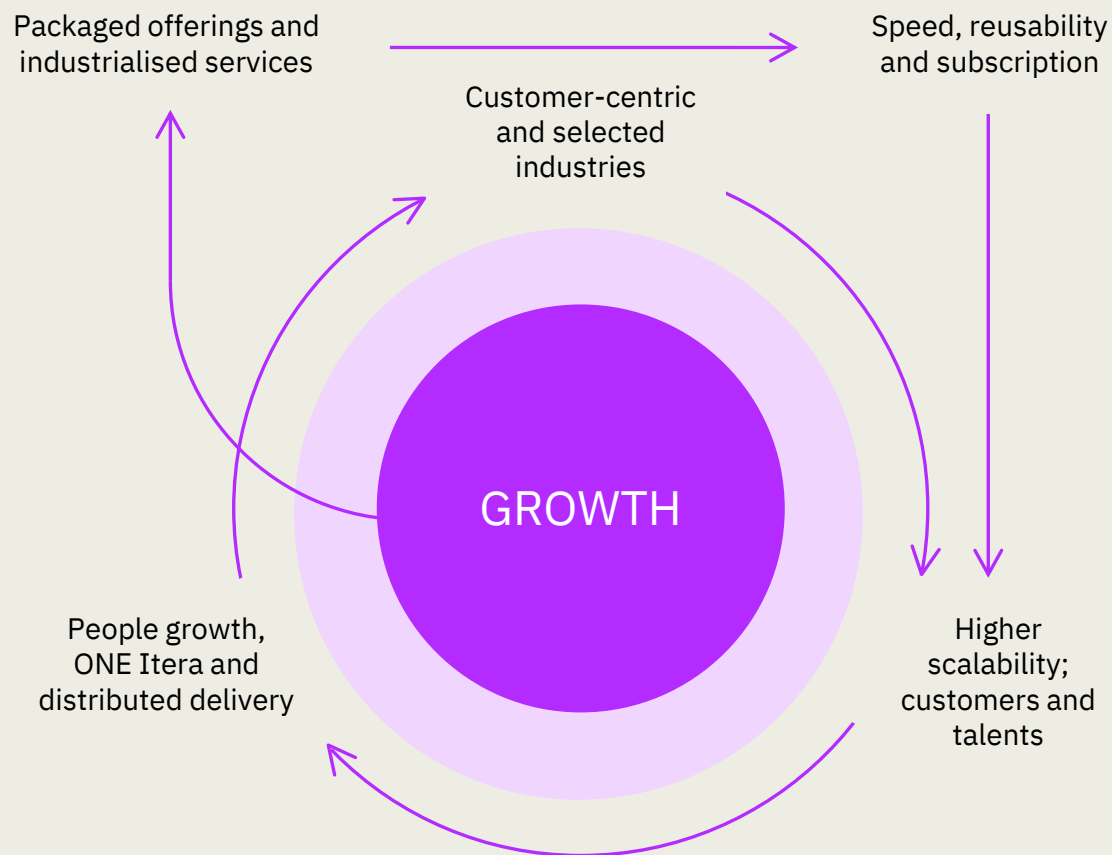 Packaged offerings and
industrialised services
Speed, reusability
and subscription
Customer-centric
and selected
industries
GROWTH
People growth,
ONE Itera and
distributed delivery
Higher
scalability;
customers and
talents